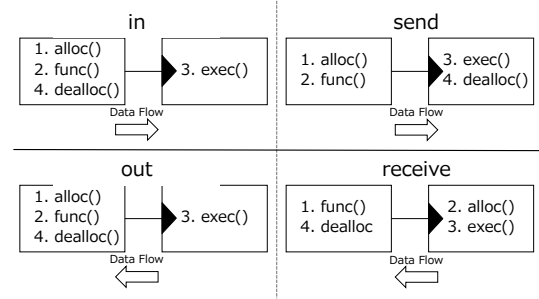 in
1. alloc()
2. func()
4. dealloc()
3. exec()
Data Flow
send
1. alloc()
2. func()
3. exec()
4. dealloc()
Data Flow
out
1. alloc()
2. func()
4. dealloc()
3. exec()
Data Flow
receive
1. func()
4. dealloc
2. alloc()
3. exec()
Data Flow